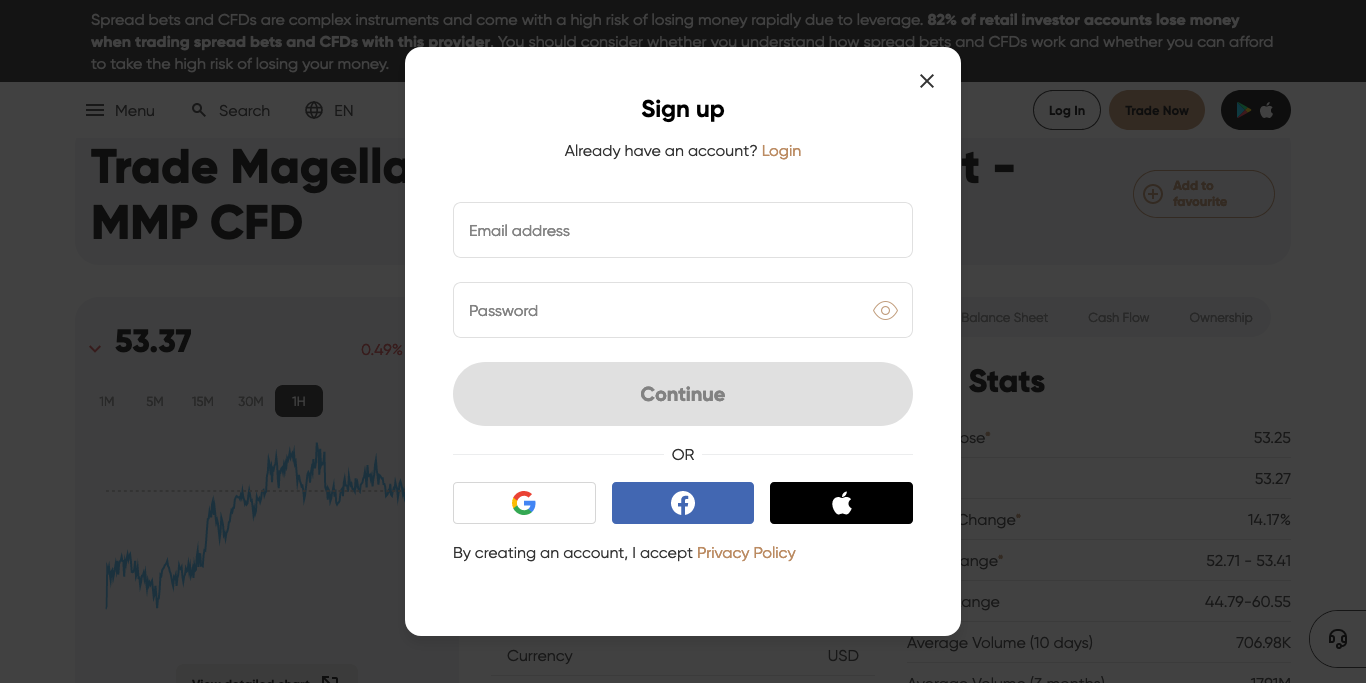 Spread bets and CFDs are complex instruments and come with a high risk of losing money rapidly due to leverage. 82% of retail investor accounts lose money
when trading spread bets and CFDs with this provider. You should consider whether you understand how spread bets and CFDs work and whether you can afford
to take the high risk of losing your money.
Menu Search EN Log In Trade Now
Trade Magella t -
MMP CFD
Add to
favourite
Sign up
Already have an account? Login
Email address
Password
Continue
OR
By creating an account, I accept Privacy Policy
53.37
0.49%
1M 5M 15M 30M 1H
View detailed chart
Balance Sheet Cash Flow Ownership
Stats
ose* 53.25
53.27
Change* 14.17%
ange* 52.71 - 53.41
ange 44.79-60.55
Average Volume (10 days) 706.98K
Average Volume (3 months)
Currency USD